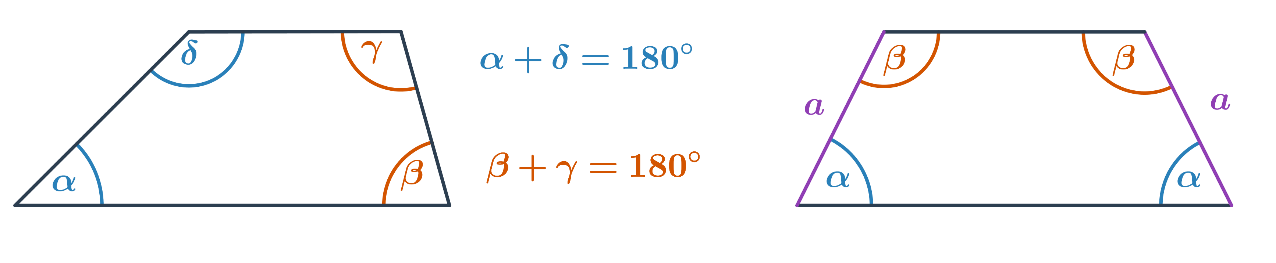 δ
γ
α + δ = 180°
α
β
β + γ = 180°
β
β
a
a
α
α